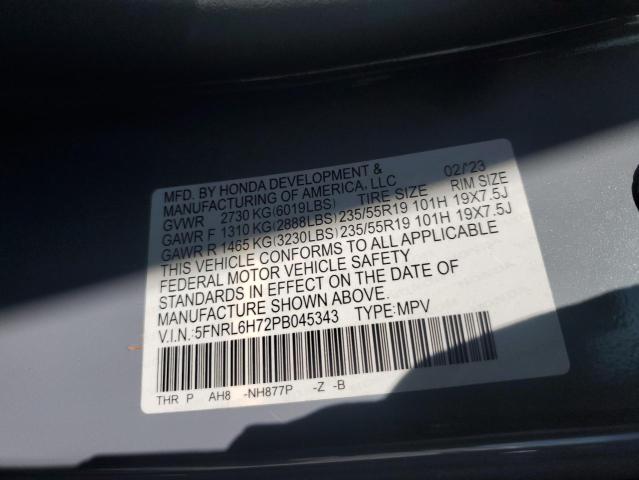 MFD. BY HONDA DEVELOPMENT &
MANUFACTURING OF AMERICA, LLC 02/'23
GVWR 2730 KG(6019LBS) TIRE SIZE RIM SIZE
GAWR F 1310 KG(2888LBS) 235/55R19 101H 19X7.5J
GAWR R 1465 KG(3230LBS) 235/55R19 101H 19X7.5J
THIS VEHICLE CONFORMS TO ALL APPLICABLE
FEDERAL MOTOR VEHICLE SAFETY
STANDARDS IN EFFECT ON THE DATE OF
MANUFACTURE SHOWN ABOVE.
V.I.N.:5FNRL6H72PB045343 TYPE:MPV
THR P AH8 -NH877P -Z -B